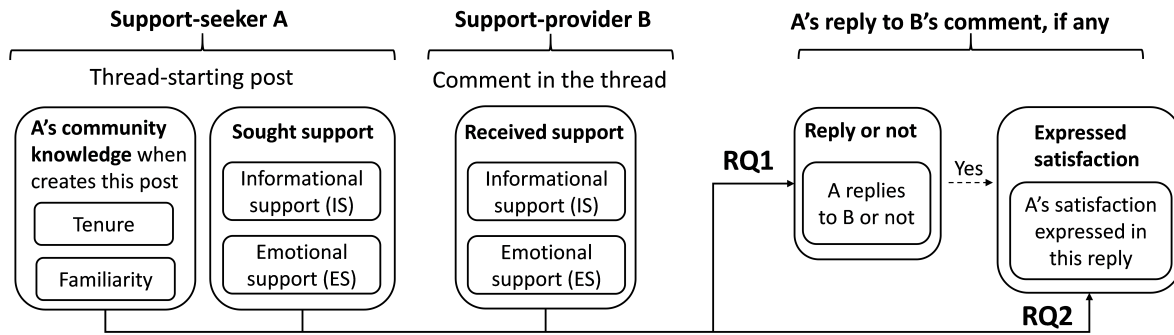 Support-seeker A
Thread-starting post
A's community
knowledge when
creates this post
Tenure
Familiarity
Sought support
Informational
support (IS)
Emotional
support (ES)
Support-provider B
Comment in the thread
Received support
Informational
support (IS)
Emotional
support (ES)
A's reply to B's comment, if any
RQ1
Reply or not
A replies
to B or not
Yes
Expressed
satisfaction
A's satisfaction
expressed in
this reply
RQ2